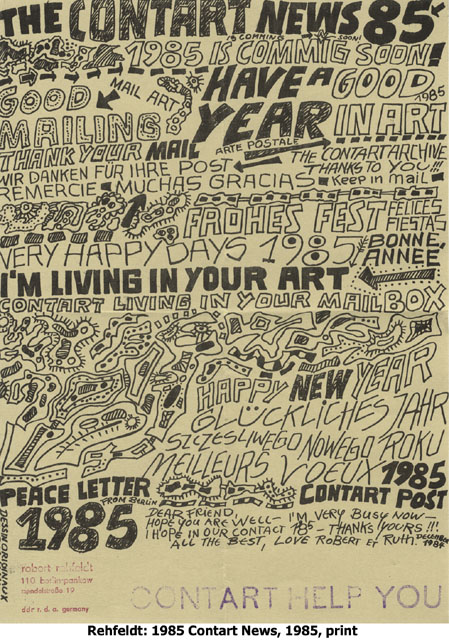 THE CONTART NEWS 85
1985 IS COMMIG SOON!
HAVE A GOOD
GOOD
MAIL ART
1985
MAILING
YEAR
IN ART
THANK YOUR MAIL
ARTE POSTALE
THE CONTART ARCHIVE
WIR DANKEN FÜR IHRE POST
THANKS TO YOU!!!
REMERCIE MUCHAS GRACIAS
Keep in mail
FROHES FEST
FELICES
FIESTAS
VERY HAPPY DAYS 1985
BONNE
ANNEE
I'M LIVING IN YOUR ART
CONTART LIVING IN YOUR MAILBOX
HAPPY NEW YEAR
GLÜCKLICHES JAHR
SZCZESLIWEGO NOWEGO ROKU
MEILLEURS VOEUX 1985
PEACE LETTER
FROM BERLIN
CONTART POST
1985
DEAR FRIEND,
HOPE YOU ARE WELL – I'M VERY BUSY NOW –
I HOPE IN OUR CONTACT 1985 – THANKS (YOURS)!!!
ALL THE BEST, LOVE ROBERT et RUTH.
DECEMBER
1984
DESSIN ORIGINAUX
robert rehfeldt
110 berlin-pankow
mendelstraße 19
ddr r. d. a. germany
CONTART HELP YOU
Rehfeldt: 1985 Contart News, 1985, print